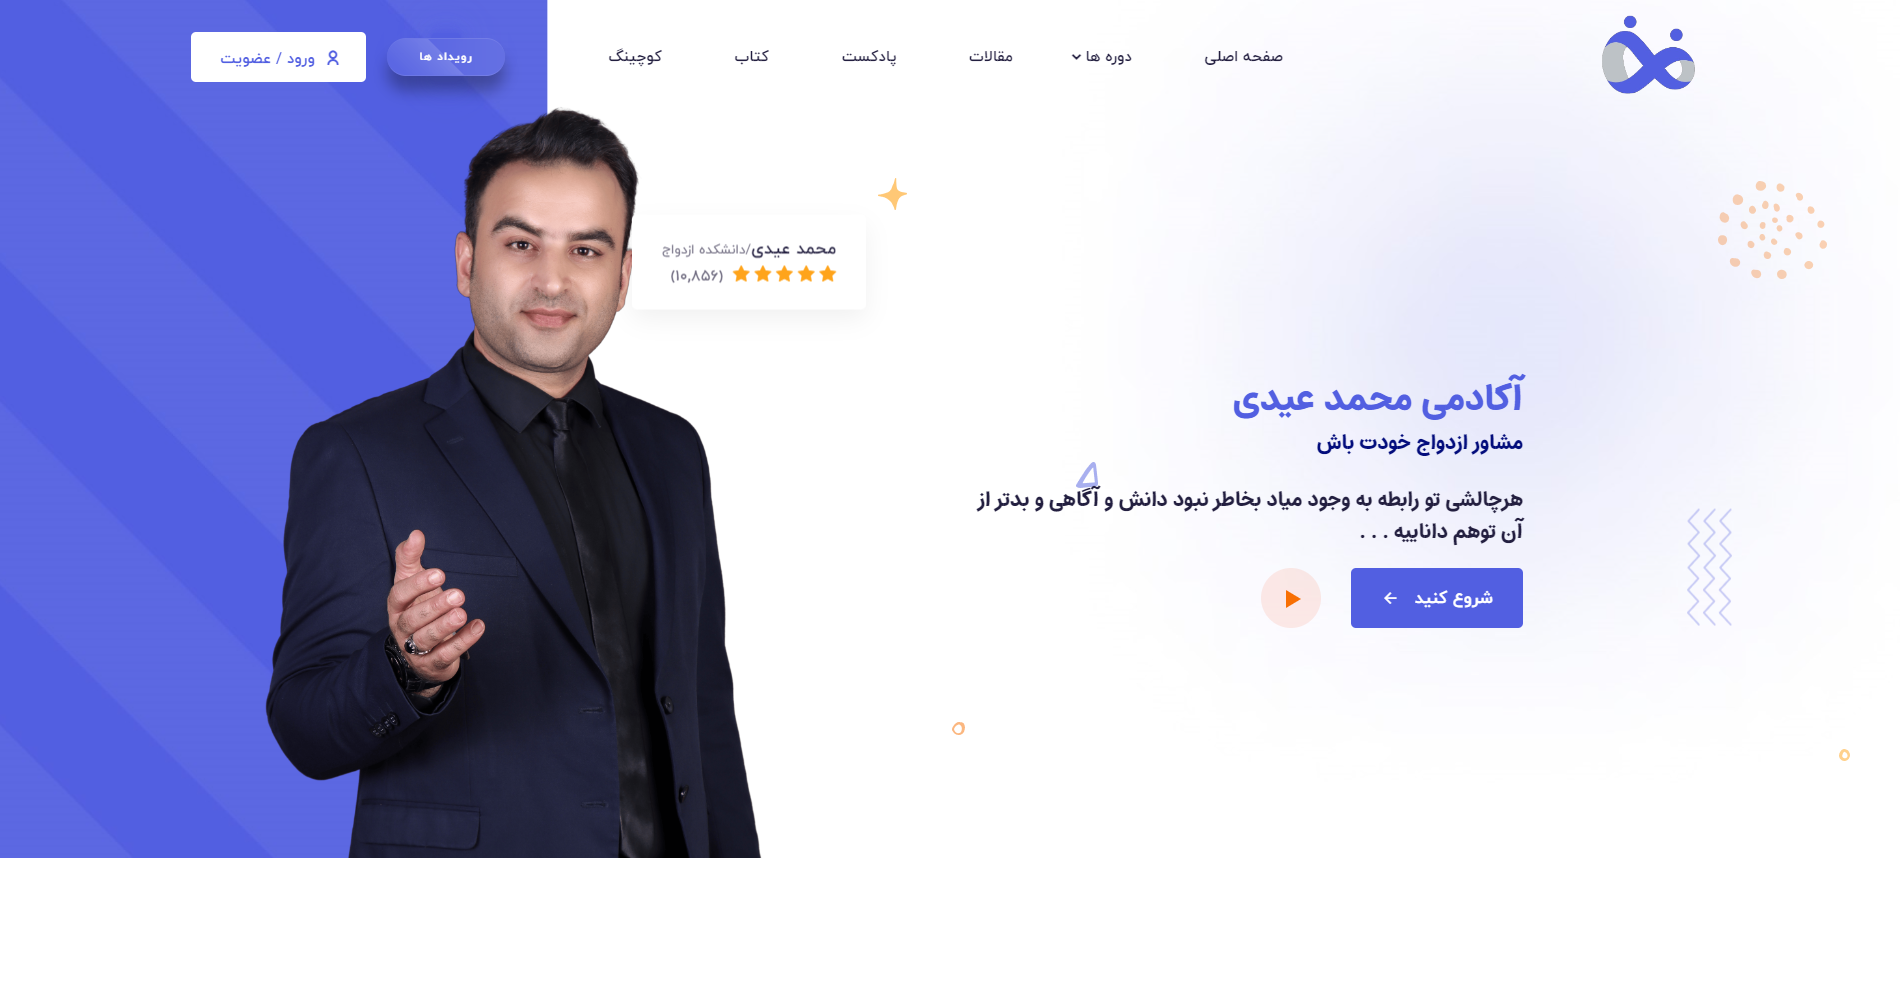 صفحه اصلی
دوره ها
مقالات
پادکست
کتاب
کوچینگ
رویداد ها
ورود / عضویت
محمد عیدی/دانشکده ازدواج
(۱۰,۸۵۶)
آکادمی محمد عیدی
مشاور ازدواج خودت باش
هرچالشی تو رابطه به وجود میاد بخاطر نبود دانش و آگاهی و بدتر از
آن توهم داناییه . . .
شروع کنید